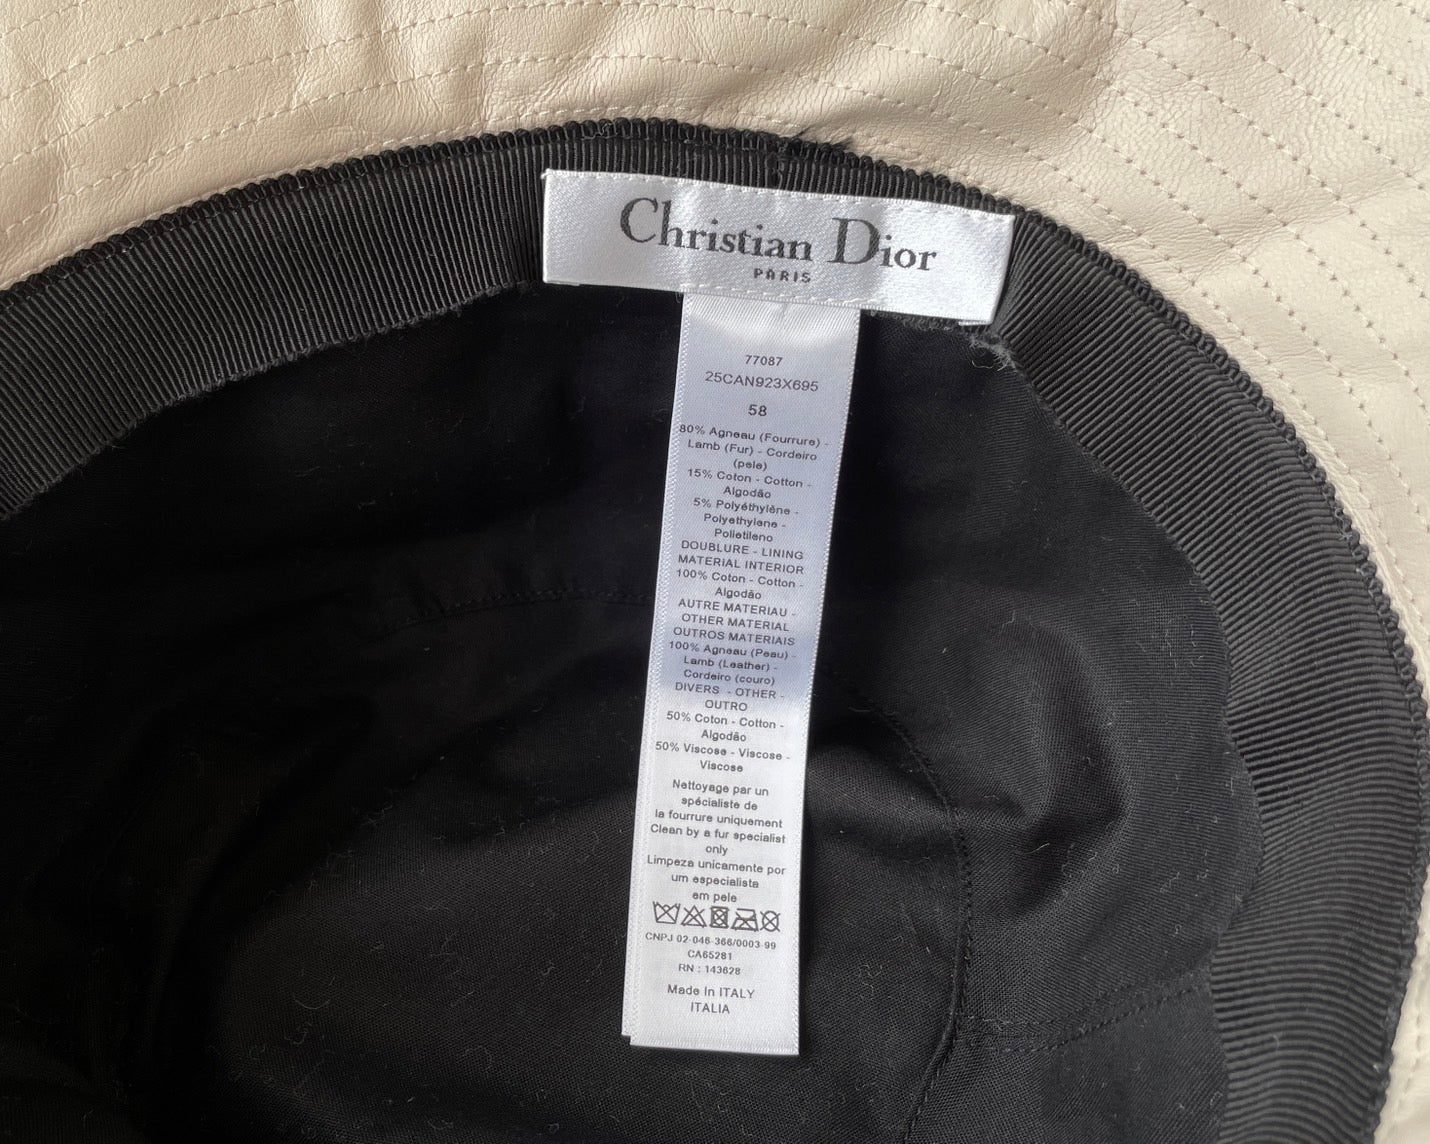 Christian Dior
PARIS
77087
25CAN923X695
58
80% Agneau (Fourrure) -
Lamb (Fur) - Cordeiro
(pele)
15% Coton - Cotton -
Algodão
5% Polyéthylène -
Polyethylene -
Polietileno
DOUBLURE - LINING
MATERIAL INTERIOR
100% Coton - Cotton -
Algodão
AUTRE MATERIAU -
OTHER MATERIAL
OUTROS MATERIAIS
100% Agneau (Peau) -
Lamb (Leather) -
Cordeiro (couro)
DIVERS - OTHER -
OUTRO
50% Coton - Cotton -
Algodão
50% Viscose - Viscose -
Viscose
Nettoyage par un
spécialiste de
la fourrure uniquement
Clean by a fur specialist
only
Limpeza unicamente por
um especialista
em pele
CNPJ 02-046-366/0003-99
CA65281
RN : 143628
Made In ITALY
ITALIA